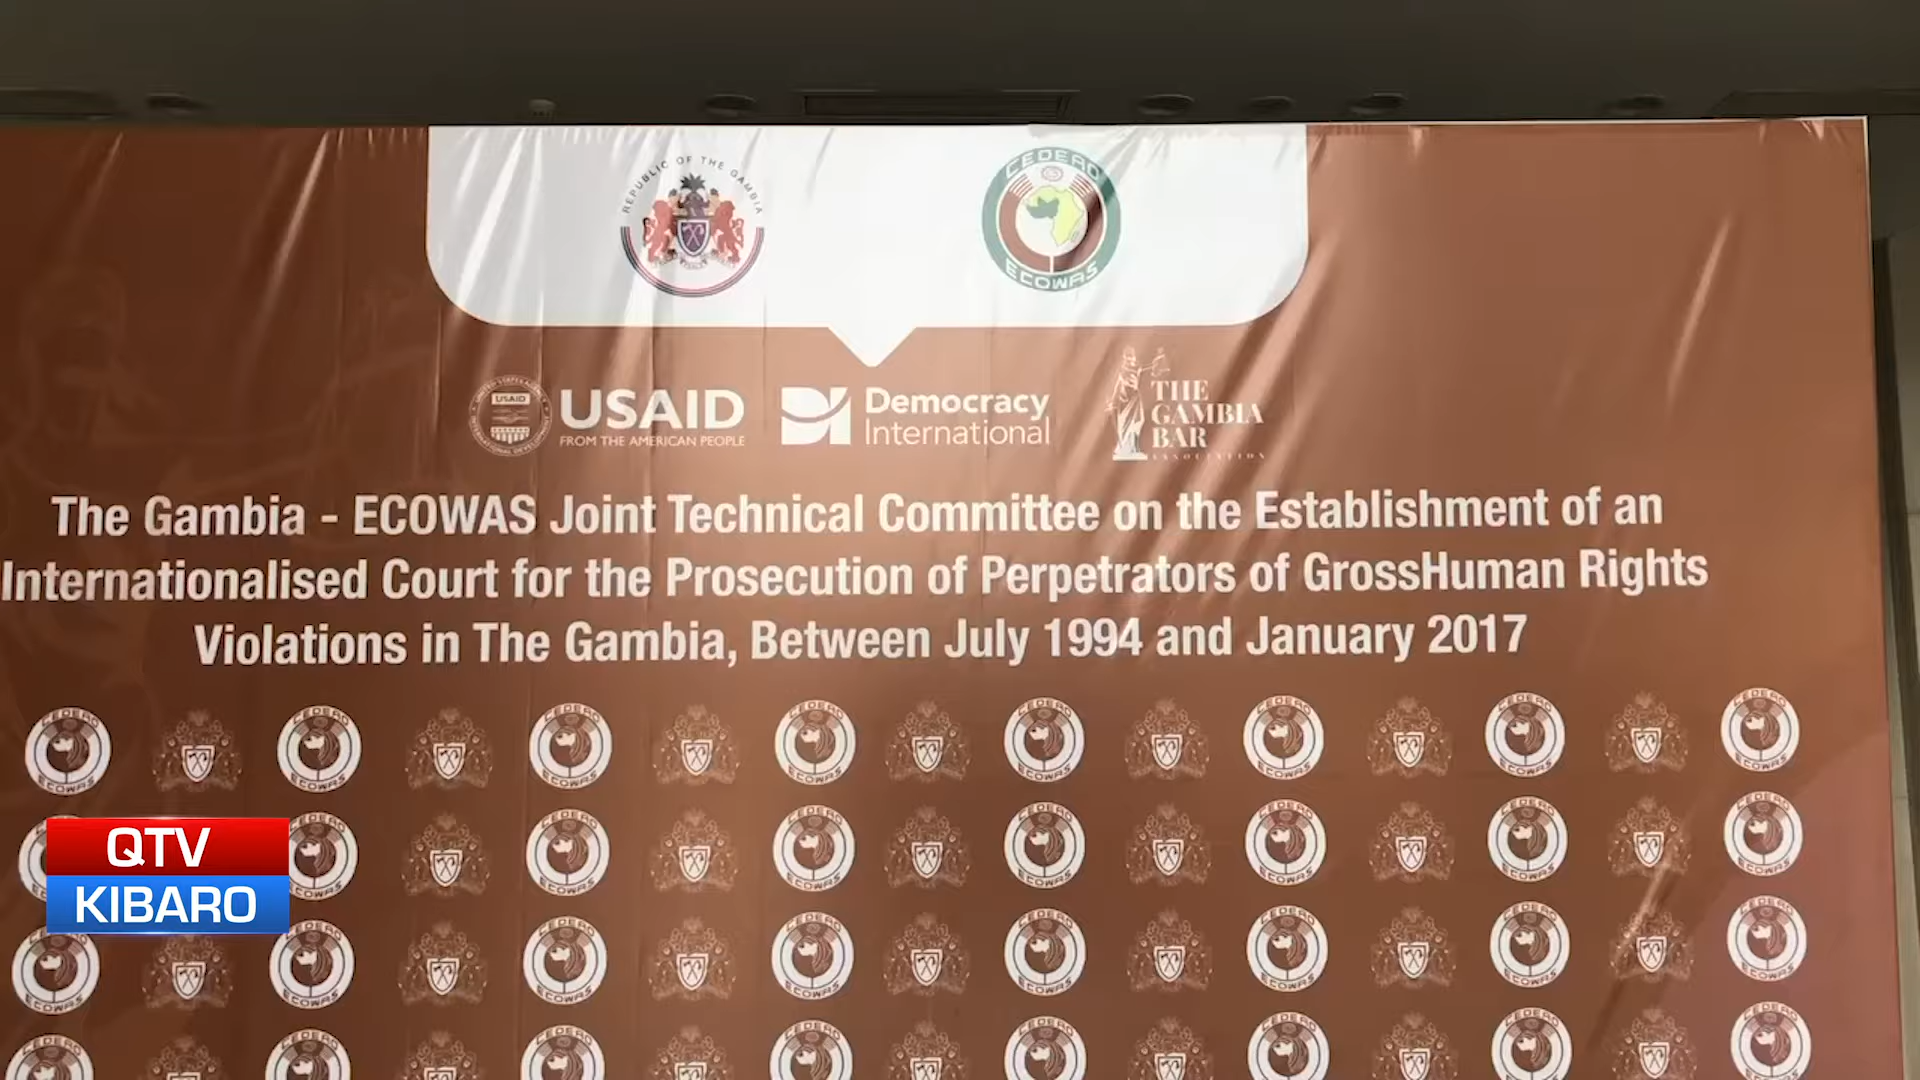 REPUBLIC OF THE GAMBIA
CEDEAO
ECOWAS
USAID
USAID
FROM THE AMERICAN PEOPLE
Democracy
International
THE
GAMBIA
BAR
ASSOCIATION
The Gambia - ECOWAS Joint Technical Committee on the Establishment of an
Internationalised Court for the Prosecution of Perpetrators of GrossHuman Rights
Violations in The Gambia, Between July 1994 and January 2017
QTV
KIBARO